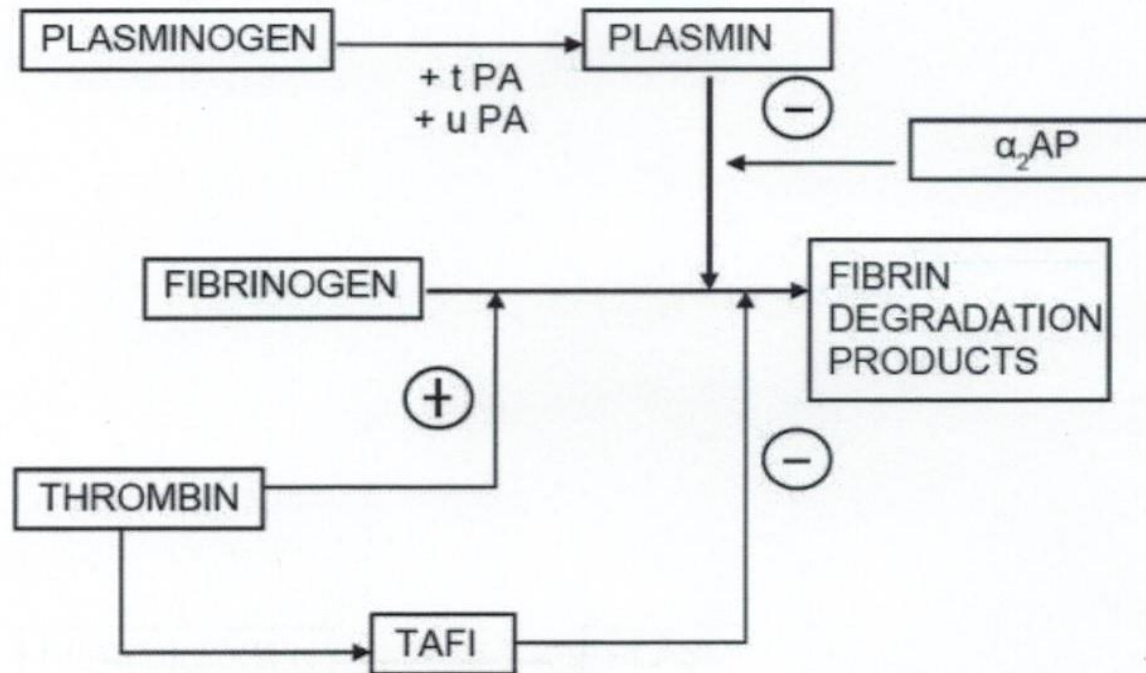 PLASMINOGEN
PLASMIN
+ t PA
+ u PA
−
α₂AP
FIBRINOGEN
FIBRIN
DEGRADATION
PRODUCTS
+
−
THROMBIN
TAFI